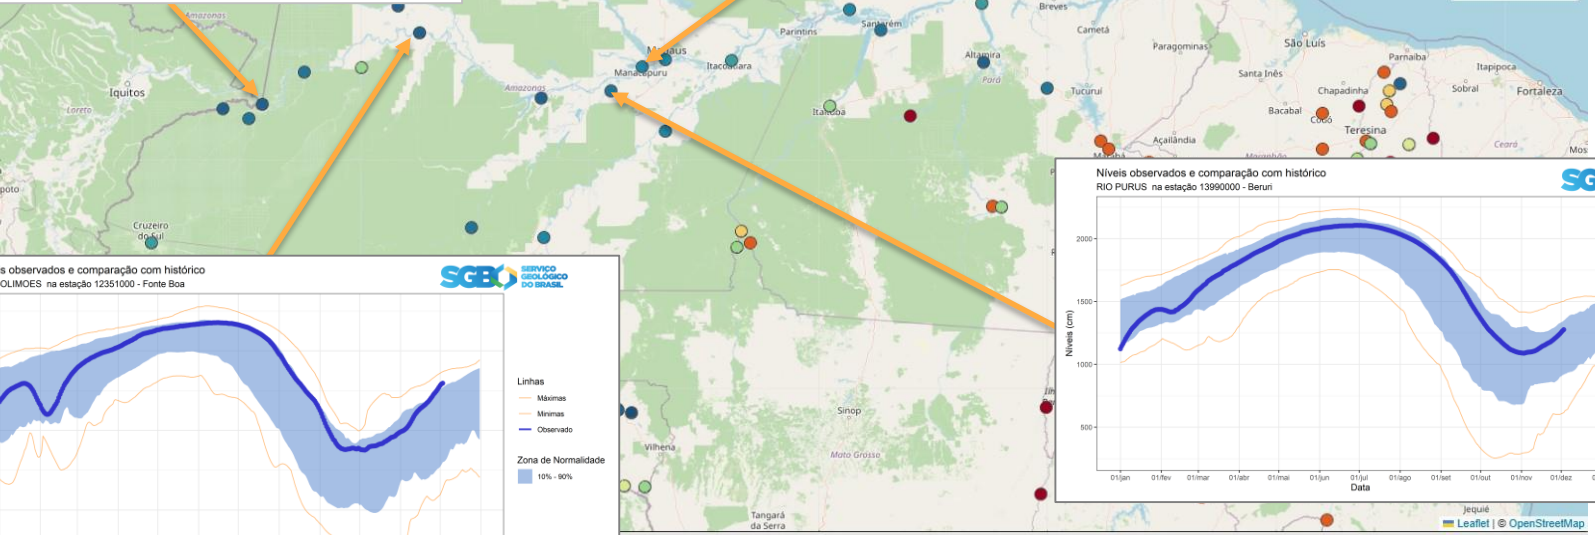 Amazonas
Breves
Parintins
Santarém
Cametá
Paragominas
São Luís
Parnaíba
Itapipoca
Manaus
Manacapuru
Itacoatiara
Altamira
Pará
Santa Inês
Chapadinha
Sobral
Fortaleza
Iquitos
Loreto
Amazonas
Itaituba
Tucuruí
Bacabal
Codó
Teresina
Açailândia
Marabá
Maranhão
Ceará
Mos
poto
Cruzeiro
do Sul
Níveis observados e comparação com histórico
RIO PURUS na estação 13990000 - Beruri
SG
2000
1500
1000
500
Níveis (cm)
01/jan 01/fev 01/mar 01/abr 01/mai 01/jun 01/jul 01/ago 01/set 01/out 01/nov 01/dez
Data
s observados e comparação com histórico
OLIMOES na estação 12351000 - Fonte Boa
SGB
SERVIÇO
GEOLÓGICO
DO BRASIL
Linhas
Máximas
Mínimas
Observado
Zona de Normalidade
10% - 90%
Sinop
Vilhena
Mato Grosso
Tangará
da Serra
Jequié
Leaflet | © OpenStreetMap